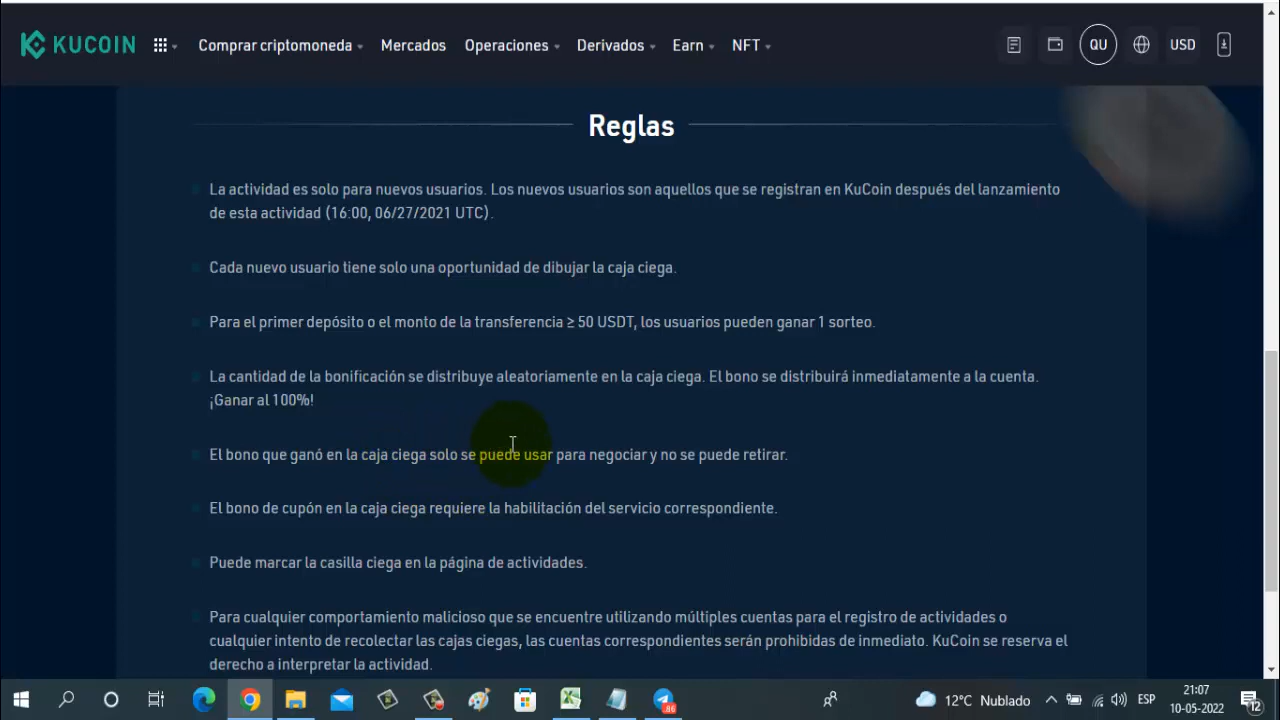 KUCOIN Comprar criptomoneda Mercados Operaciones Derivados Earn NFT QU USD
Reglas
La actividad es solo para nuevos usuarios. Los nuevos usuarios son aquellos que se registran en KuCoin después del lanzamiento
de esta actividad (16:00, 06/27/2021 UTC).
Cada nuevo usuario tiene solo una oportunidad de dibujar la caja ciega.
Para el primer depósito o el monto de la transferencia ≥ 50 USDT, los usuarios pueden ganar 1 sorteo.
La cantidad de la bonificación se distribuye aleatoriamente en la caja ciega. El bono se distribuirá inmediatamente a la cuenta.
¡Ganar al 100%!
El bono que ganó en la caja ciega solo se puede usar para negociar y no se puede retirar.
El bono de cupón en la caja ciega requiere la habilitación del servicio correspondiente.
Puede marcar la casilla ciega en la página de actividades.
Para cualquier comportamiento malicioso que se encuentre utilizando múltiples cuentas para el registro de actividades o
cualquier intento de recolectar las cajas ciegas, las cuentas correspondientes serán prohibidas de inmediato. KuCoin se reserva el
derecho a interpretar la actividad.
12°C Nublado ESP 21:07
10-05-2022 12